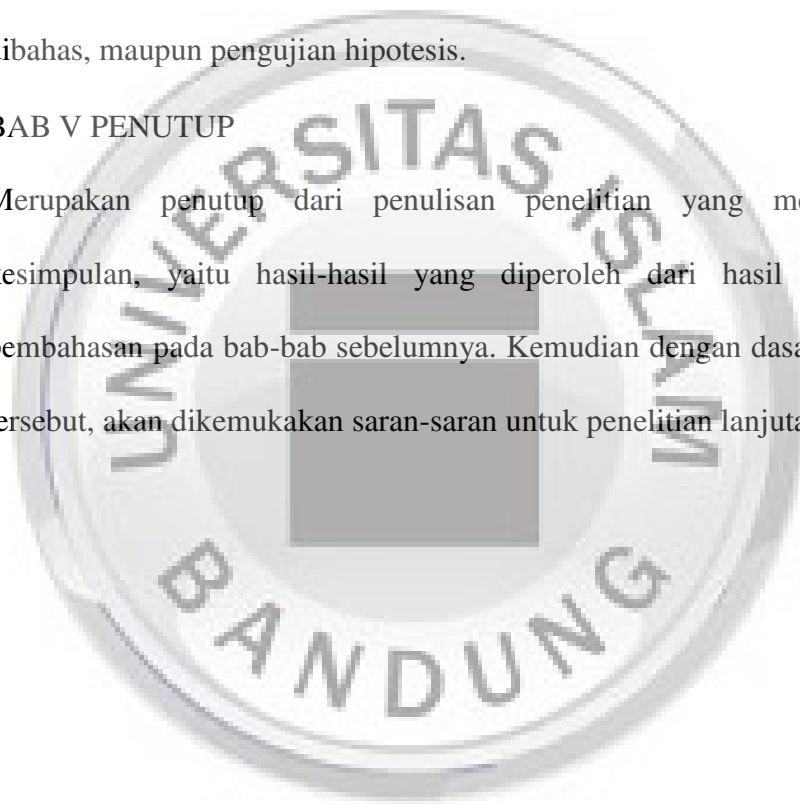 ibahas, maupun pengujian hipotesis.
BAB V PENUTUP
Merupakan penutup dari penulisan penelitian yang me
kesimpulan, yaitu hasil-hasil yang diperoleh dari hasil
pembahasan pada bab-bab sebelumnya. Kemudian dengan dasa
tersebut, akan dikemukakan saran-saran untuk penelitian lanjuta
UNIVERSITAS ISLAM
BANDUNG